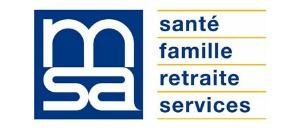 msa
santé
famille
retraite
services